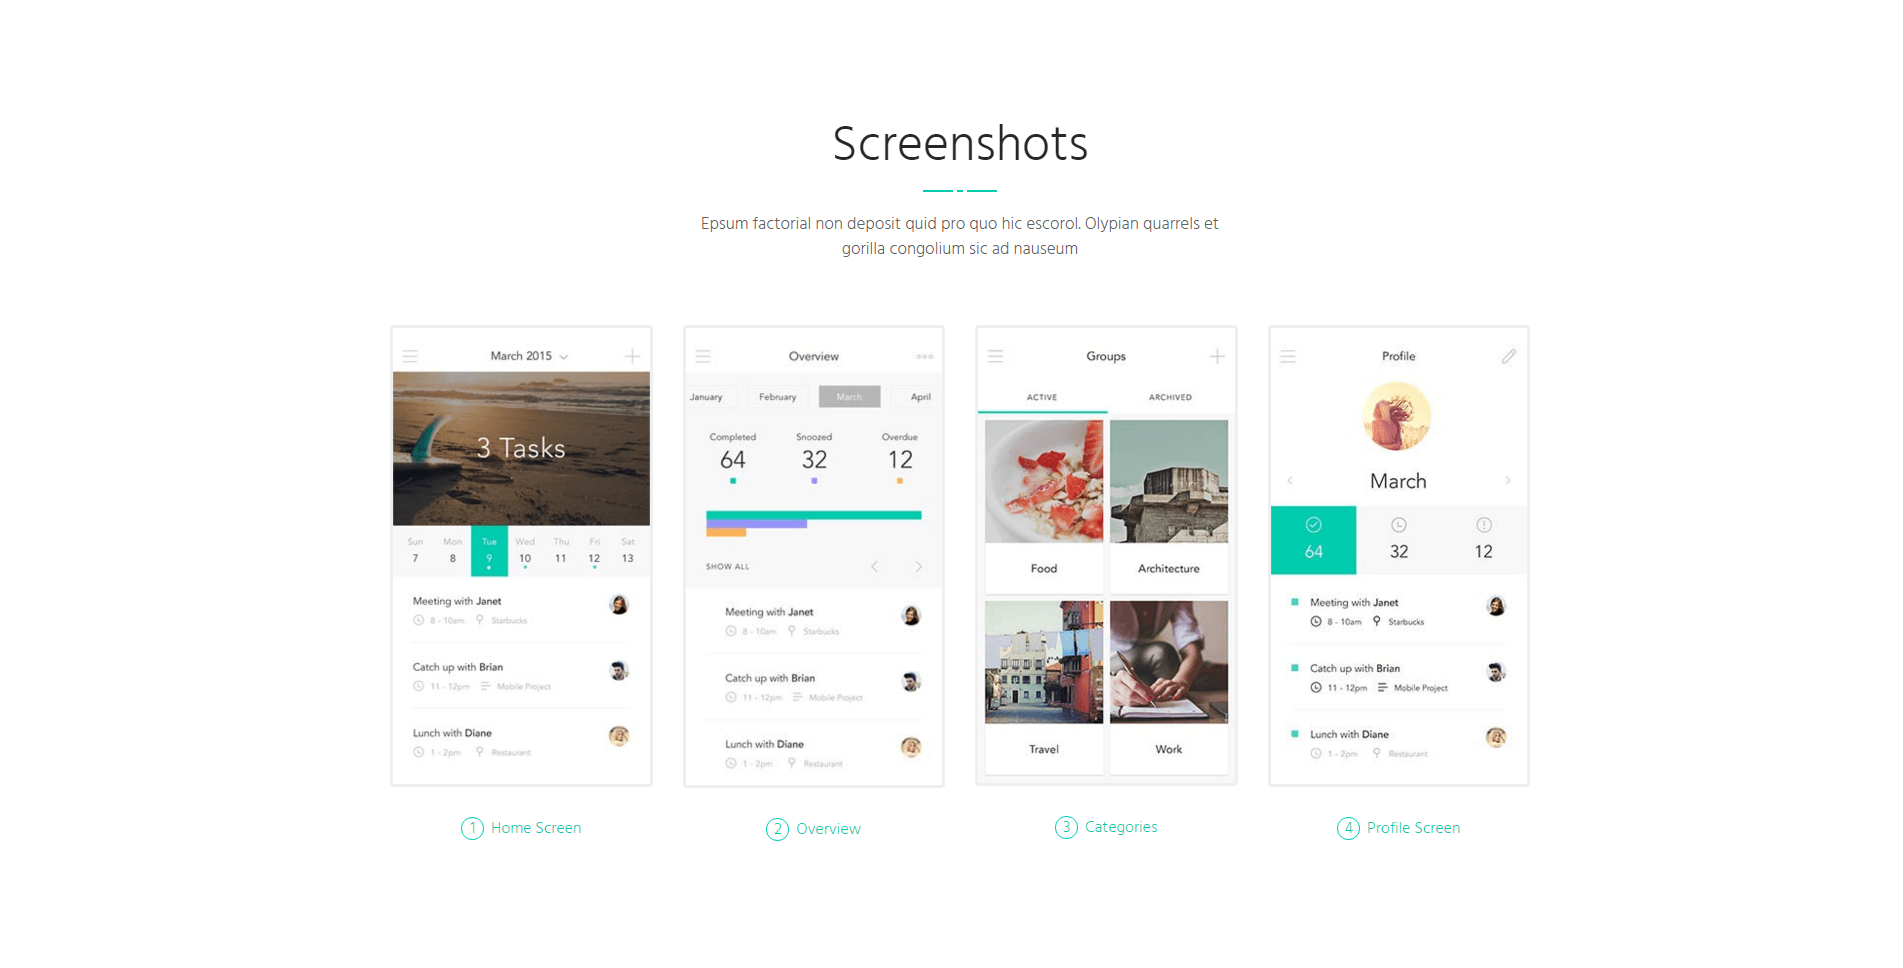 Screenshots
Epsum factorial non deposit quid pro quo hic escorol. Olypian quarrels et
gorilla congolium sic ad nauseum
March 2015
3 Tasks
Sun Mon Tue Wed Thu Fri Sat
7 8 9 10 11 12 13
Meeting with Janet
8 - 10am Starbucks
Catch up with Brian
11 - 12pm Mobile Project
Lunch with Diane
1 - 2pm Restaurant
1 Home Screen
Overview
January February March April
Completed Snoozed Overdue
64 32 12
SHOW ALL
Meeting with Janet
8 - 10am Starbucks
Catch up with Brian
11 - 12pm Mobile Project
Lunch with Diane
1 - 2pm Restaurant
2 Overview
Groups
ACTIVE ARCHIVED
Food Architecture
Travel Work
3 Categories
Profile
March
64 32 12
Meeting with Janet
8 - 10am Starbucks
Catch up with Brian
11 - 12pm Mobile Project
Lunch with Diane
1 - 2pm Restaurant
4 Profile Screen